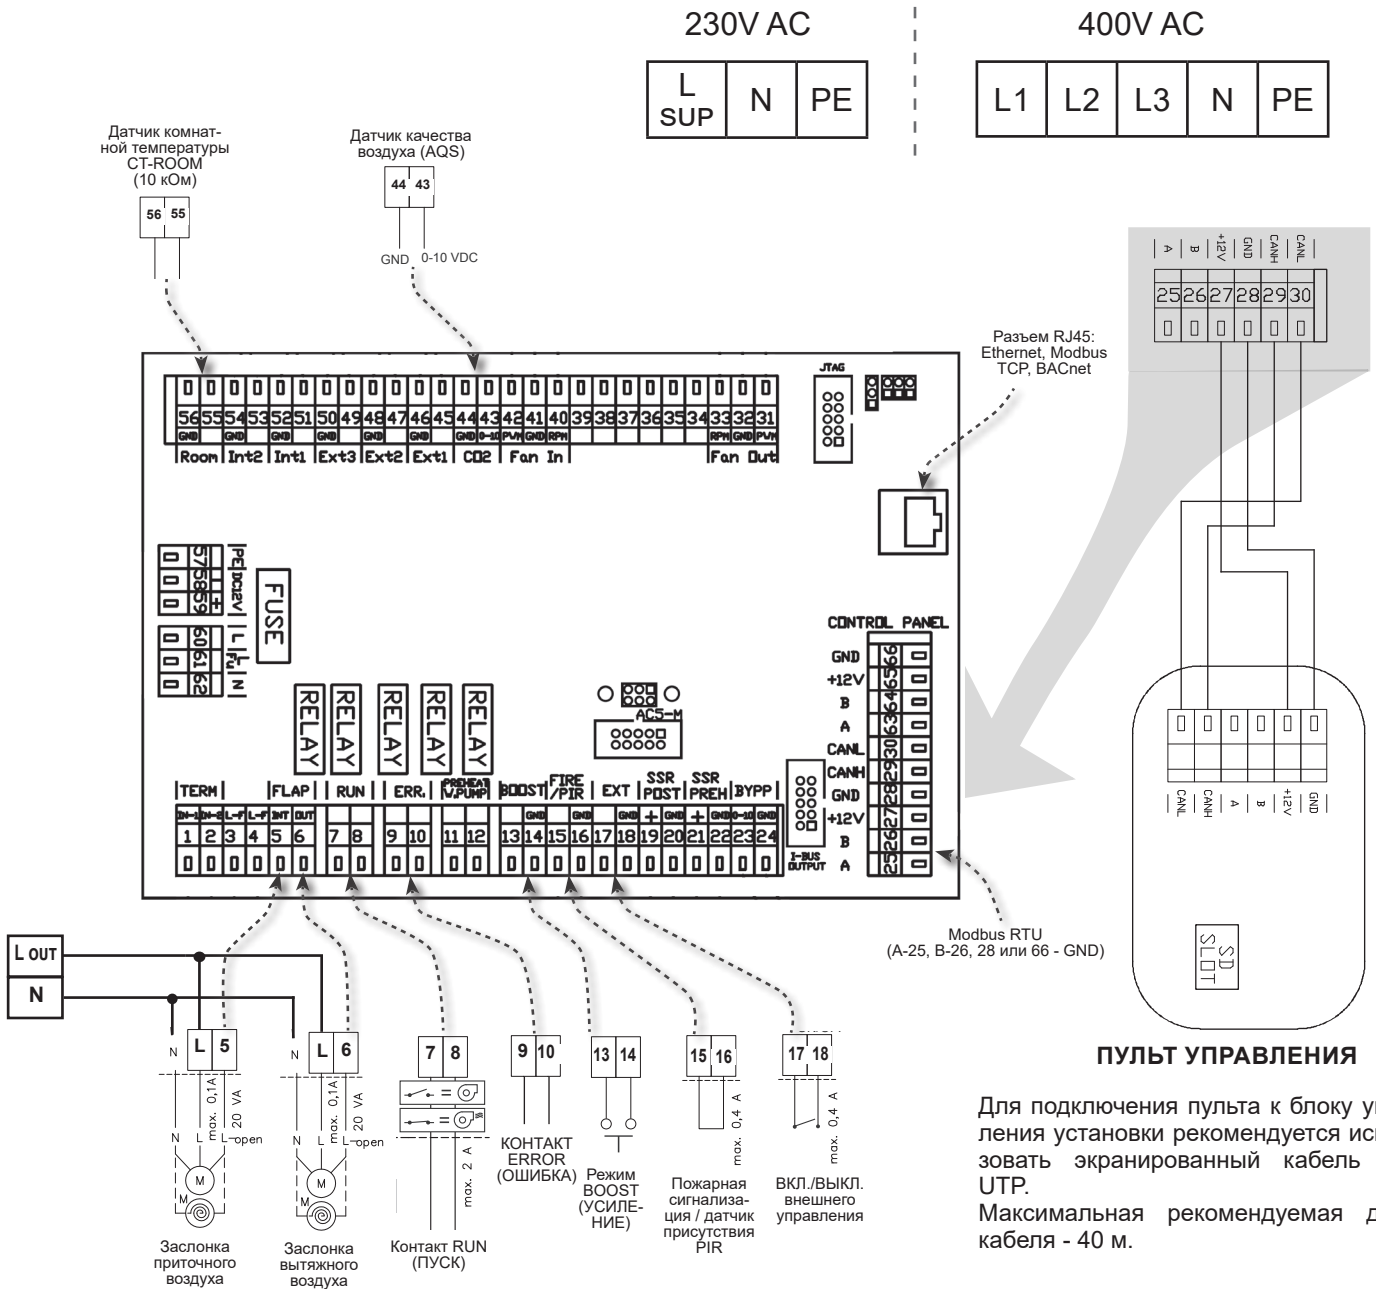 230V AC
400V AC
L SUP N PE
L1 L2 L3 N PE
Датчик комнат-
ной температуры
CT-ROOM
(10 кОм)
56 55
Датчик качества
воздуха (AQS)
44 43
GND 0-10 VDC
A B +12V GND CANH CANL
25 26 27 28 29 30
Разъем RJ45:
Ethernet, Modbus
TCP, BACnet
JTAG
56 55 54 53 52 51 50 49 48 47 46 45 44 43 42 41 40 39 38 37 36 35 34 33 32 31
GND GND GND GND GND GND GND 0-10 PWM GND RPM RPM GND PWM
Room Int2 Int1 Ext3 Ext2 Ext1 CO2 Fan In Fan Out
57 58 59
PE DC12V
- +
60 61 62
L L Fu N
FUSE
RELAY RELAY RELAY RELAY RELAY
AC5-M
CONTROL PANEL
GND 66
+12V 65
B 64
A 63
CANL 30
CANH 29
GND 28
+12V 27
B 26
A 25
I-BUS
OUTPUT
TERM FLAP RUN ERR. PREHEAT W.PUMP BOOST FIRE /PIR EXT SSR POST SSR PREH BYPP
IN-1 IN-2 L-F L-F INT OUT GND GND GND + GND + GND 0-10 GND
1 2 3 4 5 6 7 8 9 10 11 12 13 14 15 16 17 18 19 20 21 22 23 24
Modbus RTU
(A-25, B-26, 28 или 66 - GND)
CANL CANH A B +12V GND
SD
SLOT
ПУЛЬТ УПРАВЛЕНИЯ
L OUT
N
N L 5
max. 0,1A
20 VA
N L L-open
M
M
Заслонка
приточного
воздуха
N L 6
max. 0,1A
20 VA
N L L-open
M
M
Заслонка
вытяжного
воздуха
7 8
=
=
max. 2 A
Контакт RUN
(ПУСК)
9 10
КОНТАКТ
ERROR
(ОШИБКА)
13 14
Режим
BOOST
(УСИЛЕ-
НИЕ)
15 16
max. 0,4 A
Пожарная
сигнализа-
ция / датчик
присутствия
PIR
17 18
max. 0,4 A
ВКЛ./ВЫКЛ.
внешнего
управления
Для подключения пульта к блоку уп
ления установки рекомендуется исп
зовать экранированный кабель
UTP.
Максимальная рекомендуемая д
кабеля - 40 м.